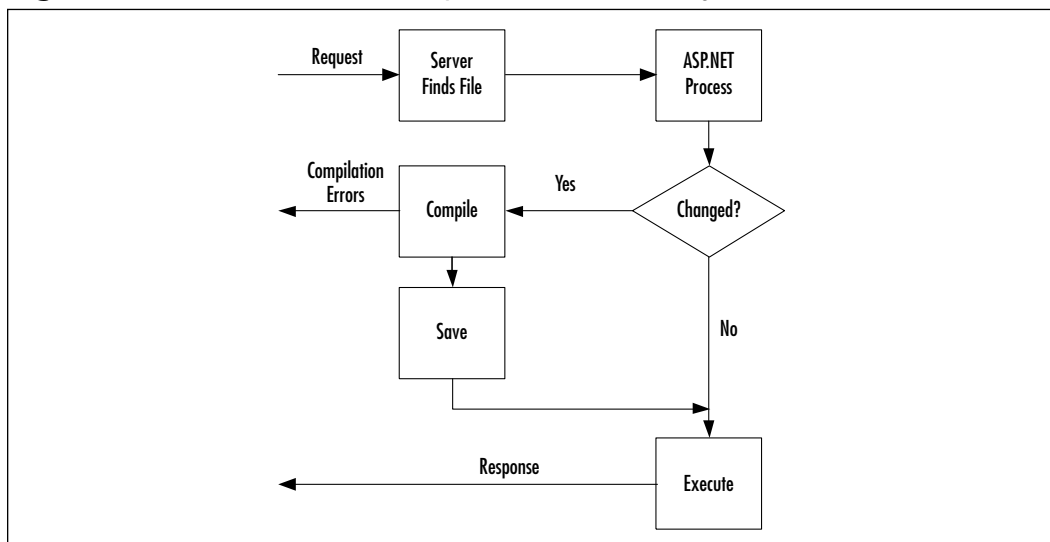 Request
Server
Finds File
ASP.NET
Process
Compilation
Errors
Compile
Yes
Changed?
Save
No
Response
Execute